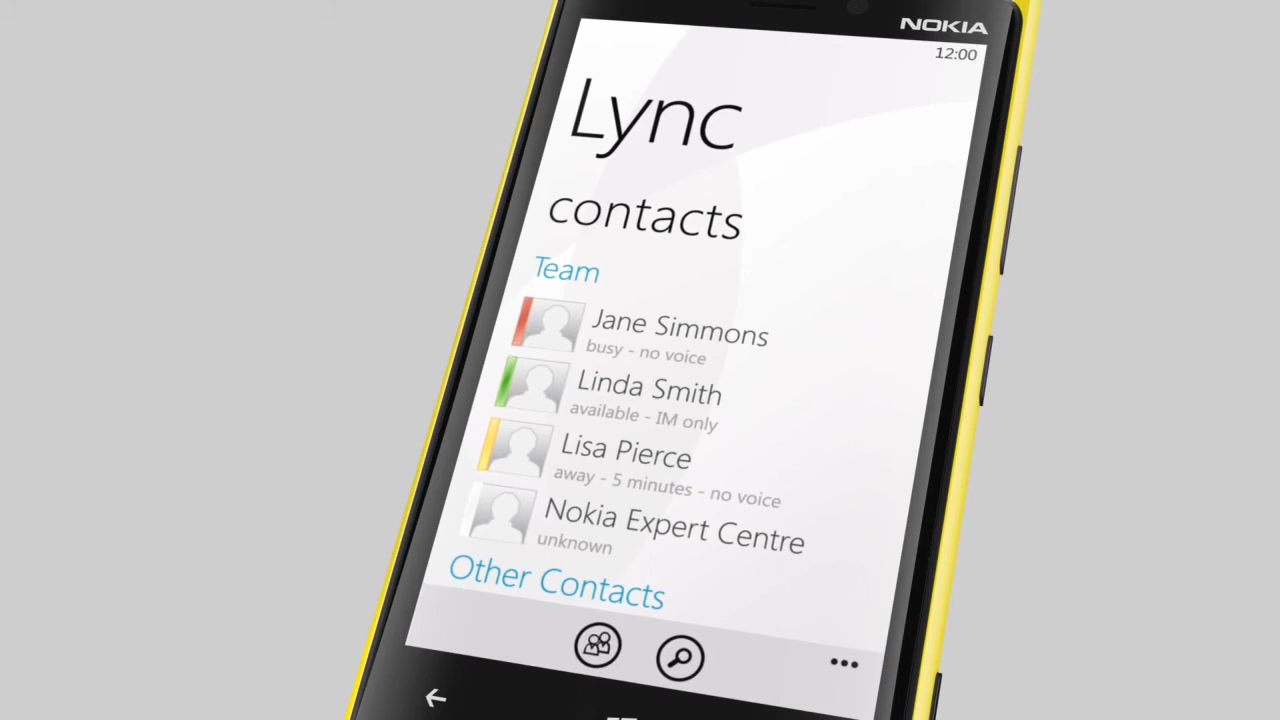 NOKIA
12:00
Lync
contacts
Team
Jane Simmons
busy - no voice
Linda Smith
available - IM only
Lisa Pierce
away - 5 minutes - no voice
Nokia Expert Centre
unknown
Other Contacts